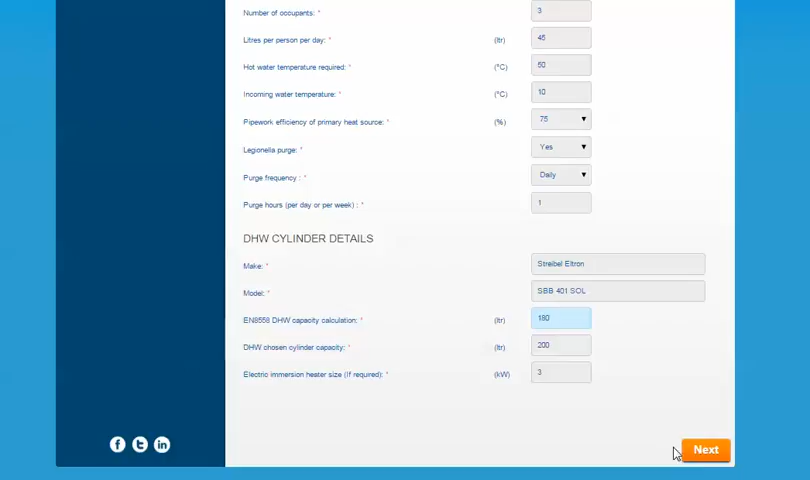 Number of occupants: * 3
Litres per person per day: * (ltr) 45
Hot water temperature required: * (°C) 50
Incoming water temperature: * (°C) 10
Pipework efficiency of primary heat source: * (%) 75
Legionella purge: * Yes
Purge frequency : * Daily
Purge hours (per day or per week) : * 1
DHW CYLINDER DETAILS
Make: * Streibel Eltron
Model: * SBB 401 SOL
EN8558 DHW capacity calculation: * (ltr) 180
DHW chosen cylinder capacity: * (ltr) 200
Electric immersion heater size (If required): * (kW) 3
Next